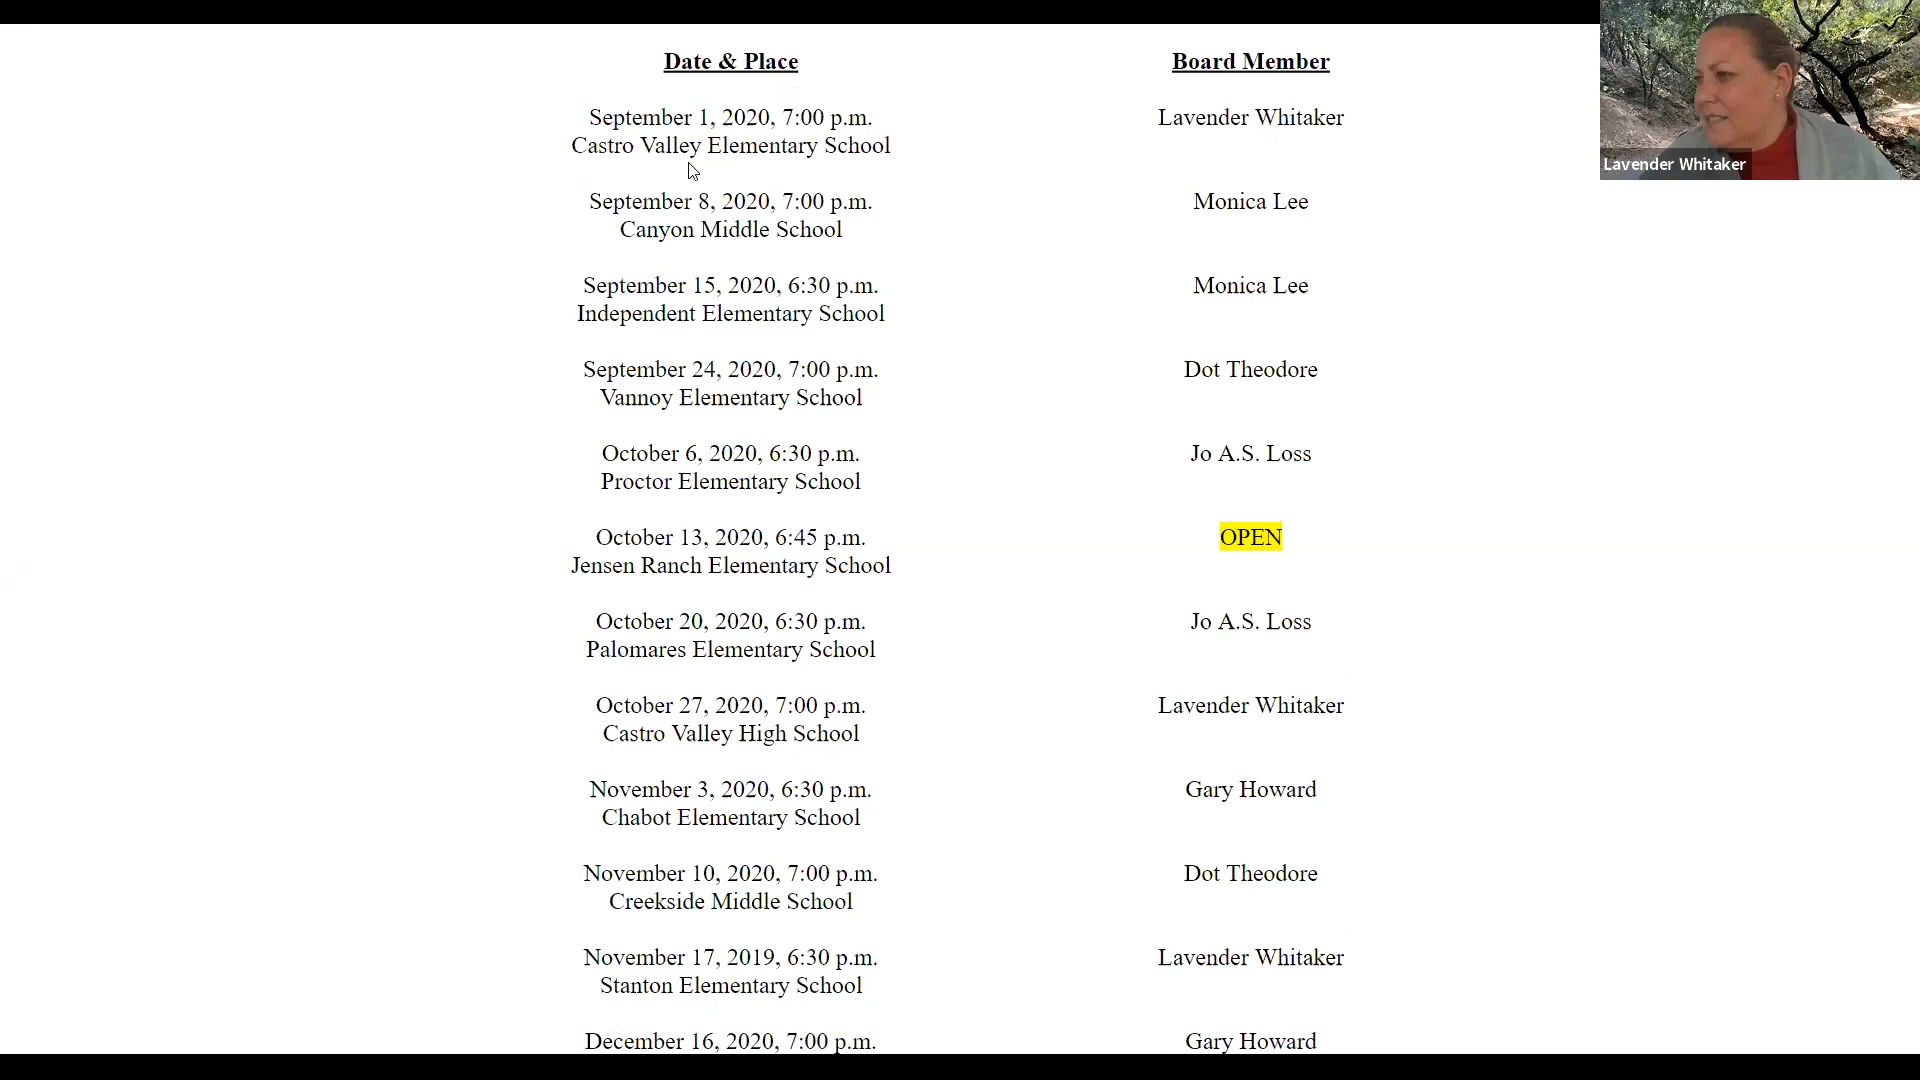 Date & Place
Board Member
September 1, 2020, 7:00 p.m.
Lavender Whitaker
Castro Valley Elementary School
September 8, 2020, 7:00 p.m.
Monica Lee
Canyon Middle School
September 15, 2020, 6:30 p.m.
Monica Lee
Independent Elementary School
September 24, 2020, 7:00 p.m.
Dot Theodore
Vannoy Elementary School
October 6, 2020, 6:30 p.m.
Jo A.S. Loss
Proctor Elementary School
October 13, 2020, 6:45 p.m.
OPEN
Jensen Ranch Elementary School
October 20, 2020, 6:30 p.m.
Jo A.S. Loss
Palomares Elementary School
October 27, 2020, 7:00 p.m.
Lavender Whitaker
Castro Valley High School
November 3, 2020, 6:30 p.m.
Gary Howard
Chabot Elementary School
November 10, 2020, 7:00 p.m.
Dot Theodore
Creekside Middle School
November 17, 2019, 6:30 p.m.
Lavender Whitaker
Stanton Elementary School
December 16, 2020, 7:00 p.m.
Gary Howard
Lavender Whitaker